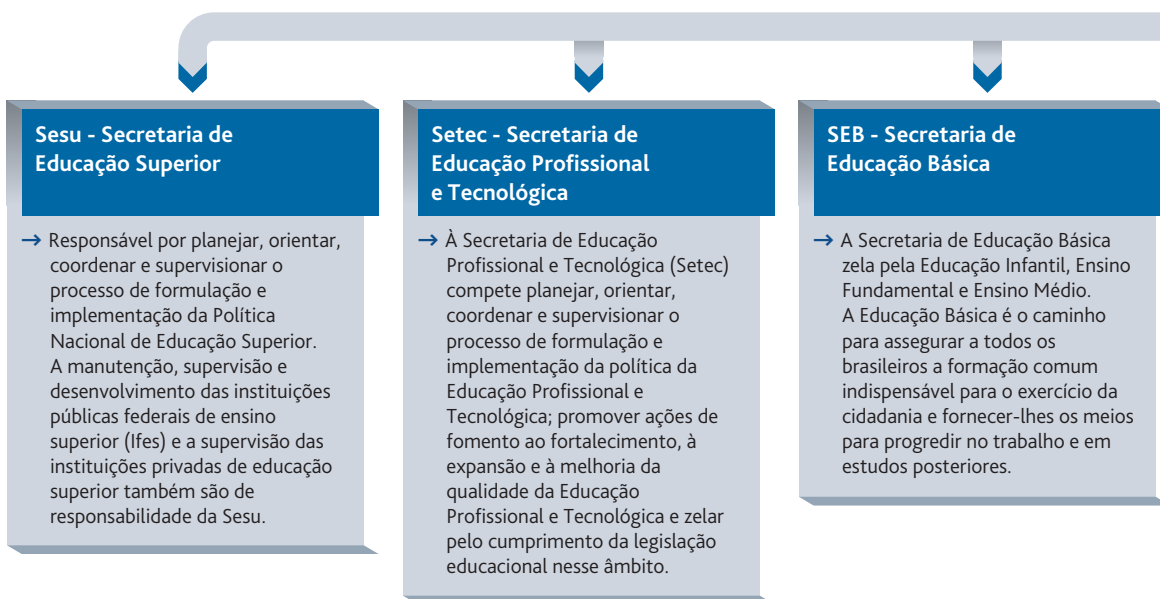 Sesu - Secretaria de
Educação Superior
→ Responsável por planejar, orientar,
coordenar e supervisionar o
processo de formulação e
implementação da Política
Nacional de Educação Superior.
A manutenção, supervisão e
desenvolvimento das instituições
públicas federais de ensino
superior (Ifes) e a supervisão das
instituições privadas de educação
superior também são de
responsabilidade da Sesu.
Setec - Secretaria de
Educação Profissional
e Tecnológica
→ À Secretaria de Educação
Profissional e Tecnológica (Setec)
compete planejar, orientar,
coordenar e supervisionar o
processo de formulação e
implementação da política da
Educação Profissional e
Tecnológica; promover ações de
fomento ao fortalecimento, à
expansão e à melhoria da
qualidade da Educação
Profissional e Tecnológica e zelar
pelo cumprimento da legislação
educacional nesse âmbito.
SEB - Secretaria de
Educação Básica
→ A Secretaria de Educação Básica
zela pela Educação Infantil, Ensino
Fundamental e Ensino Médio.
A Educação Básica é o caminho
para assegurar a todos os
brasileiros a formação comum
indispensável para o exercício da
cidadania e fornecer-lhes os meios
para progredir no trabalho e em
estudos posteriores.